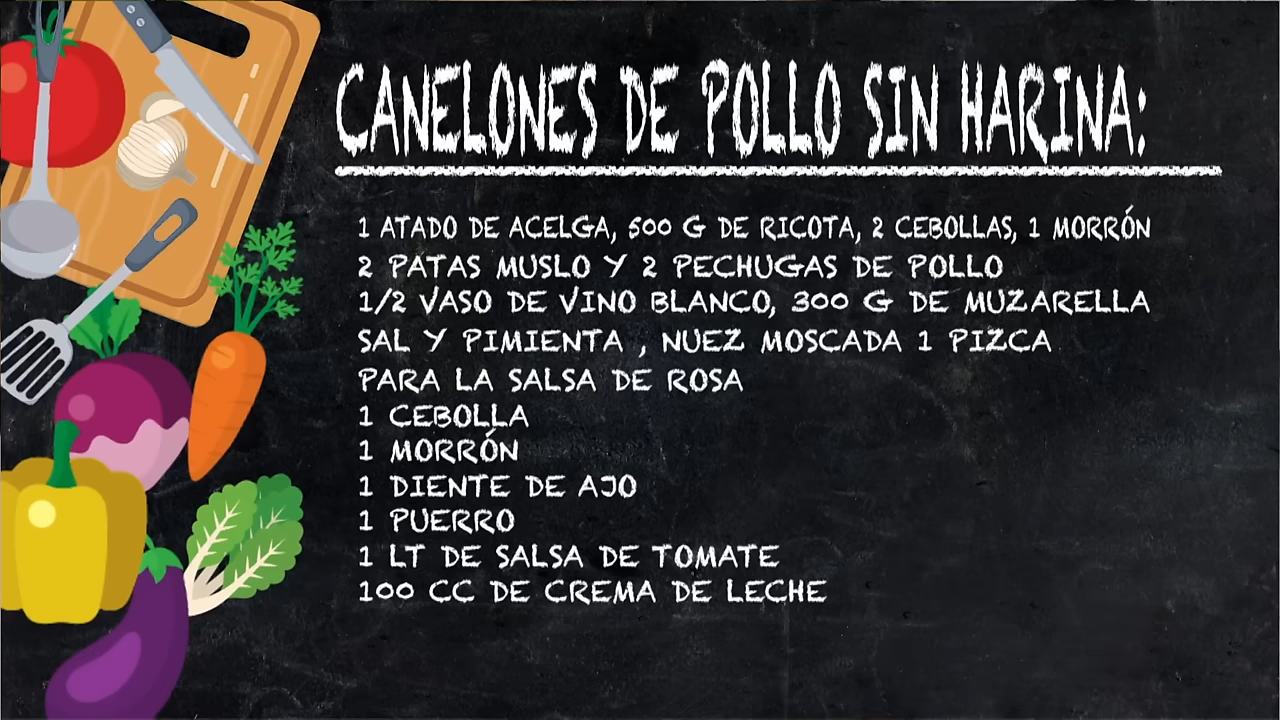 CANELONES DE POLLO SIN HARINA:
1 ATADO DE ACELGA, 500 G DE RICOTA, 2 CEBOLLAS, 1 MORRÓN
2 PATAS MUSLO Y 2 PECHUGAS DE POLLO
1/2 VASO DE VINO BLANCO, 300 G DE MUZARELLA
SAL Y PIMIENTA , NUEZ MOSCADA 1 PIZCA
PARA LA SALSA DE ROSA
1 CEBOLLA
1 MORRÓN
1 DIENTE DE AJO
1 PUERRO
1 LT DE SALSA DE TOMATE
100 CC DE CREMA DE LECHE